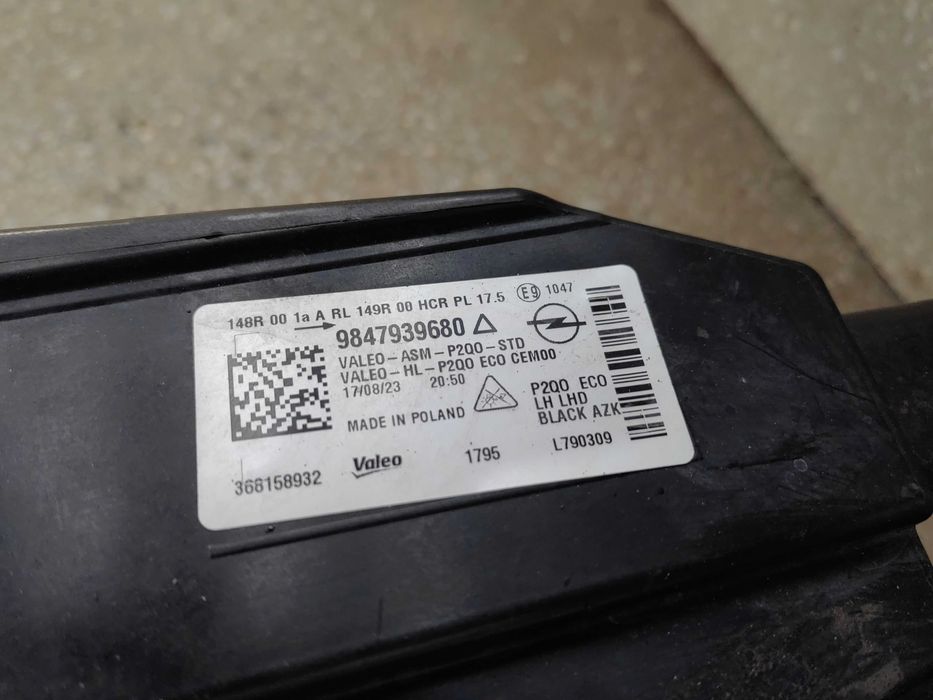 148R 00 1a A RL 149R 00 HCR PL 17.5 E9 1047
9847939680
VALEO-ASM-P2QO-STD
VALEO-HL-P2QO ECO CEM00
17/08/23 20:50
MADE IN POLAND
P2QO ECO
LH LHD
BLACK AZK
368158932 Valeo 1795 L790309